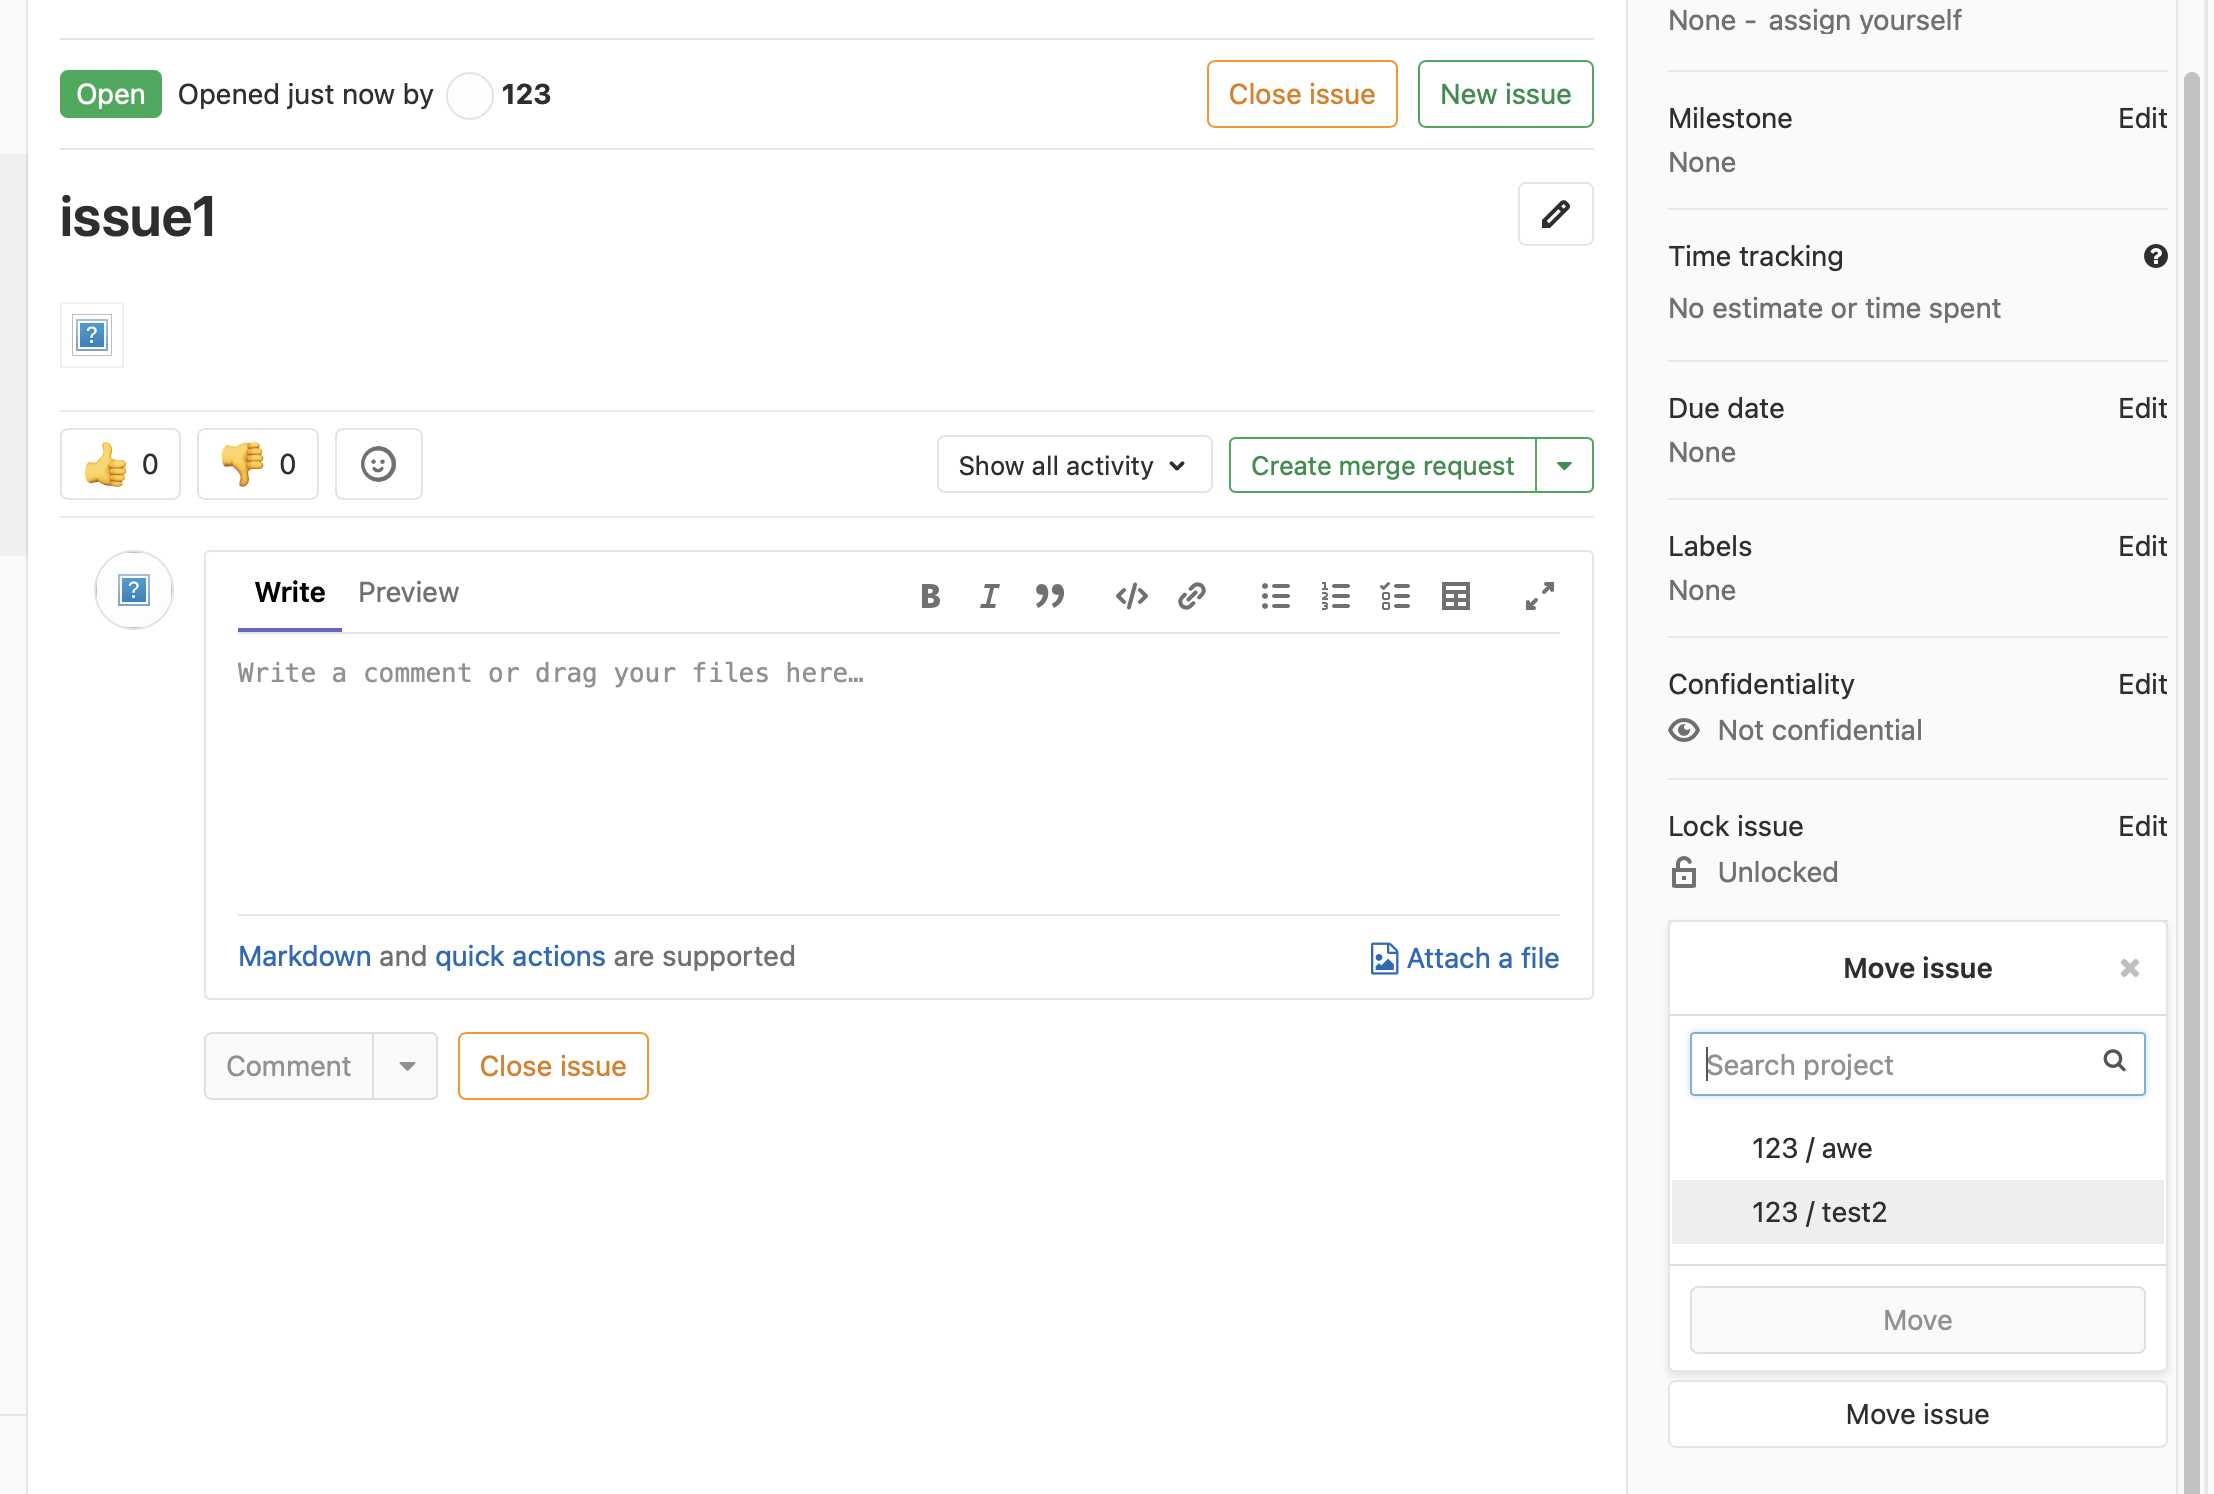 Open Opened just now by 123 Close issue New issue
issue1
0 0 Show all activity Create merge request
Write Preview
Write a comment or drag your files here…
Markdown and quick actions are supported Attach a file
Comment Close issue
None - assign yourself
Milestone Edit
None
Time tracking
No estimate or time spent
Due date Edit
None
Labels Edit
None
Confidentiality Edit
Not confidential
Lock issue Edit
Unlocked
Move issue
Search project
123 / awe
123 / test2
Move
Move issue